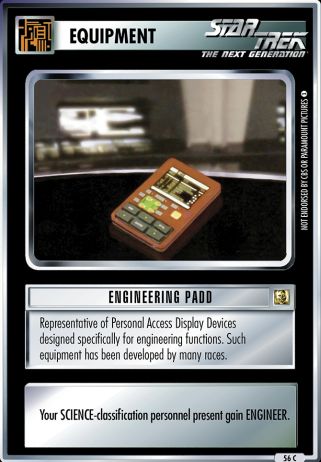 EQUIPMENT
STAR TREK
THE NEXT GENERATION
NOT ENDORSED BY CBS OR PARAMOUNT PICTURES
ENGINEERING PADD
Representative of Personal Access Display Devices
designed specifically for engineering functions. Such
equipment has been developed by many races.
Your SCIENCE-classification personnel present gain ENGINEER.
56 C